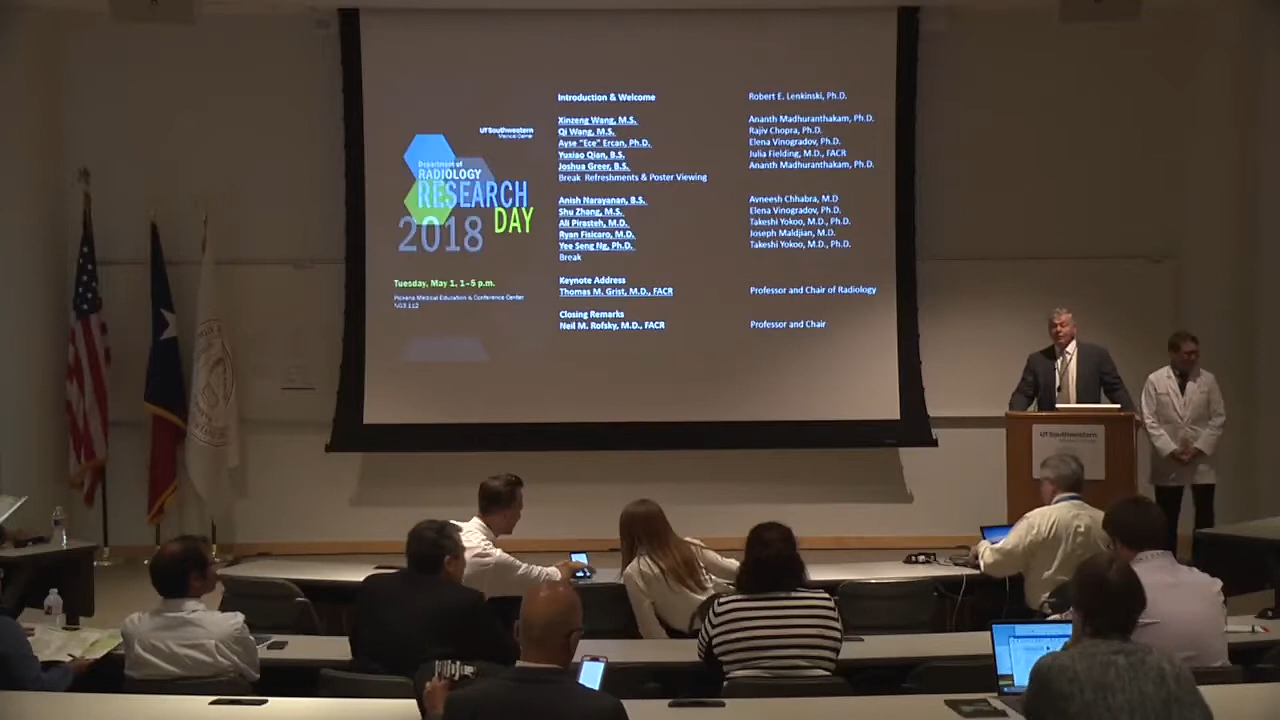 UTSouthwestern
Medical Center
Department of
RADIOLOGY
RESEARCH
DAY
2018
Tuesday, May 1, 1–5 p.m.
Pickens Medical Education & Conference Center
NG3.112
Introduction & Welcome Robert E. Lenkinski, Ph.D.
Xinzeng Wang, M.S. Ananth Madhuranthakam, Ph.D.
Qi Wang, M.S. Rajiv Chopra, Ph.D.
Ayse "Ece" Ercan, Ph.D. Elena Vinogradov, Ph.D.
Yuxiao Qian, B.S. Julia Fielding, M.D., FACR
Joshua Greer, B.S. Ananth Madhuranthakam, Ph.D.
Break Refreshments & Poster Viewing
Anish Narayanan, B.S. Avneesh Chhabra, M.D
Shu Zhang, M.S. Elena Vinogradov, Ph.D.
Ali Pirasteh, M.D. Takeshi Yokoo, M.D., Ph.D.
Ryan Fisicaro, M.D. Joseph Maldjian, M.D.
Yee Seng Ng, Ph.D. Takeshi Yokoo, M.D., Ph.D.
Break
Keynote Address
Thomas M. Grist, M.D., FACR Professor and Chair of Radiology
Closing Remarks
Neil M. Rofsky, M.D., FACR Professor and Chair
UTSouthwestern